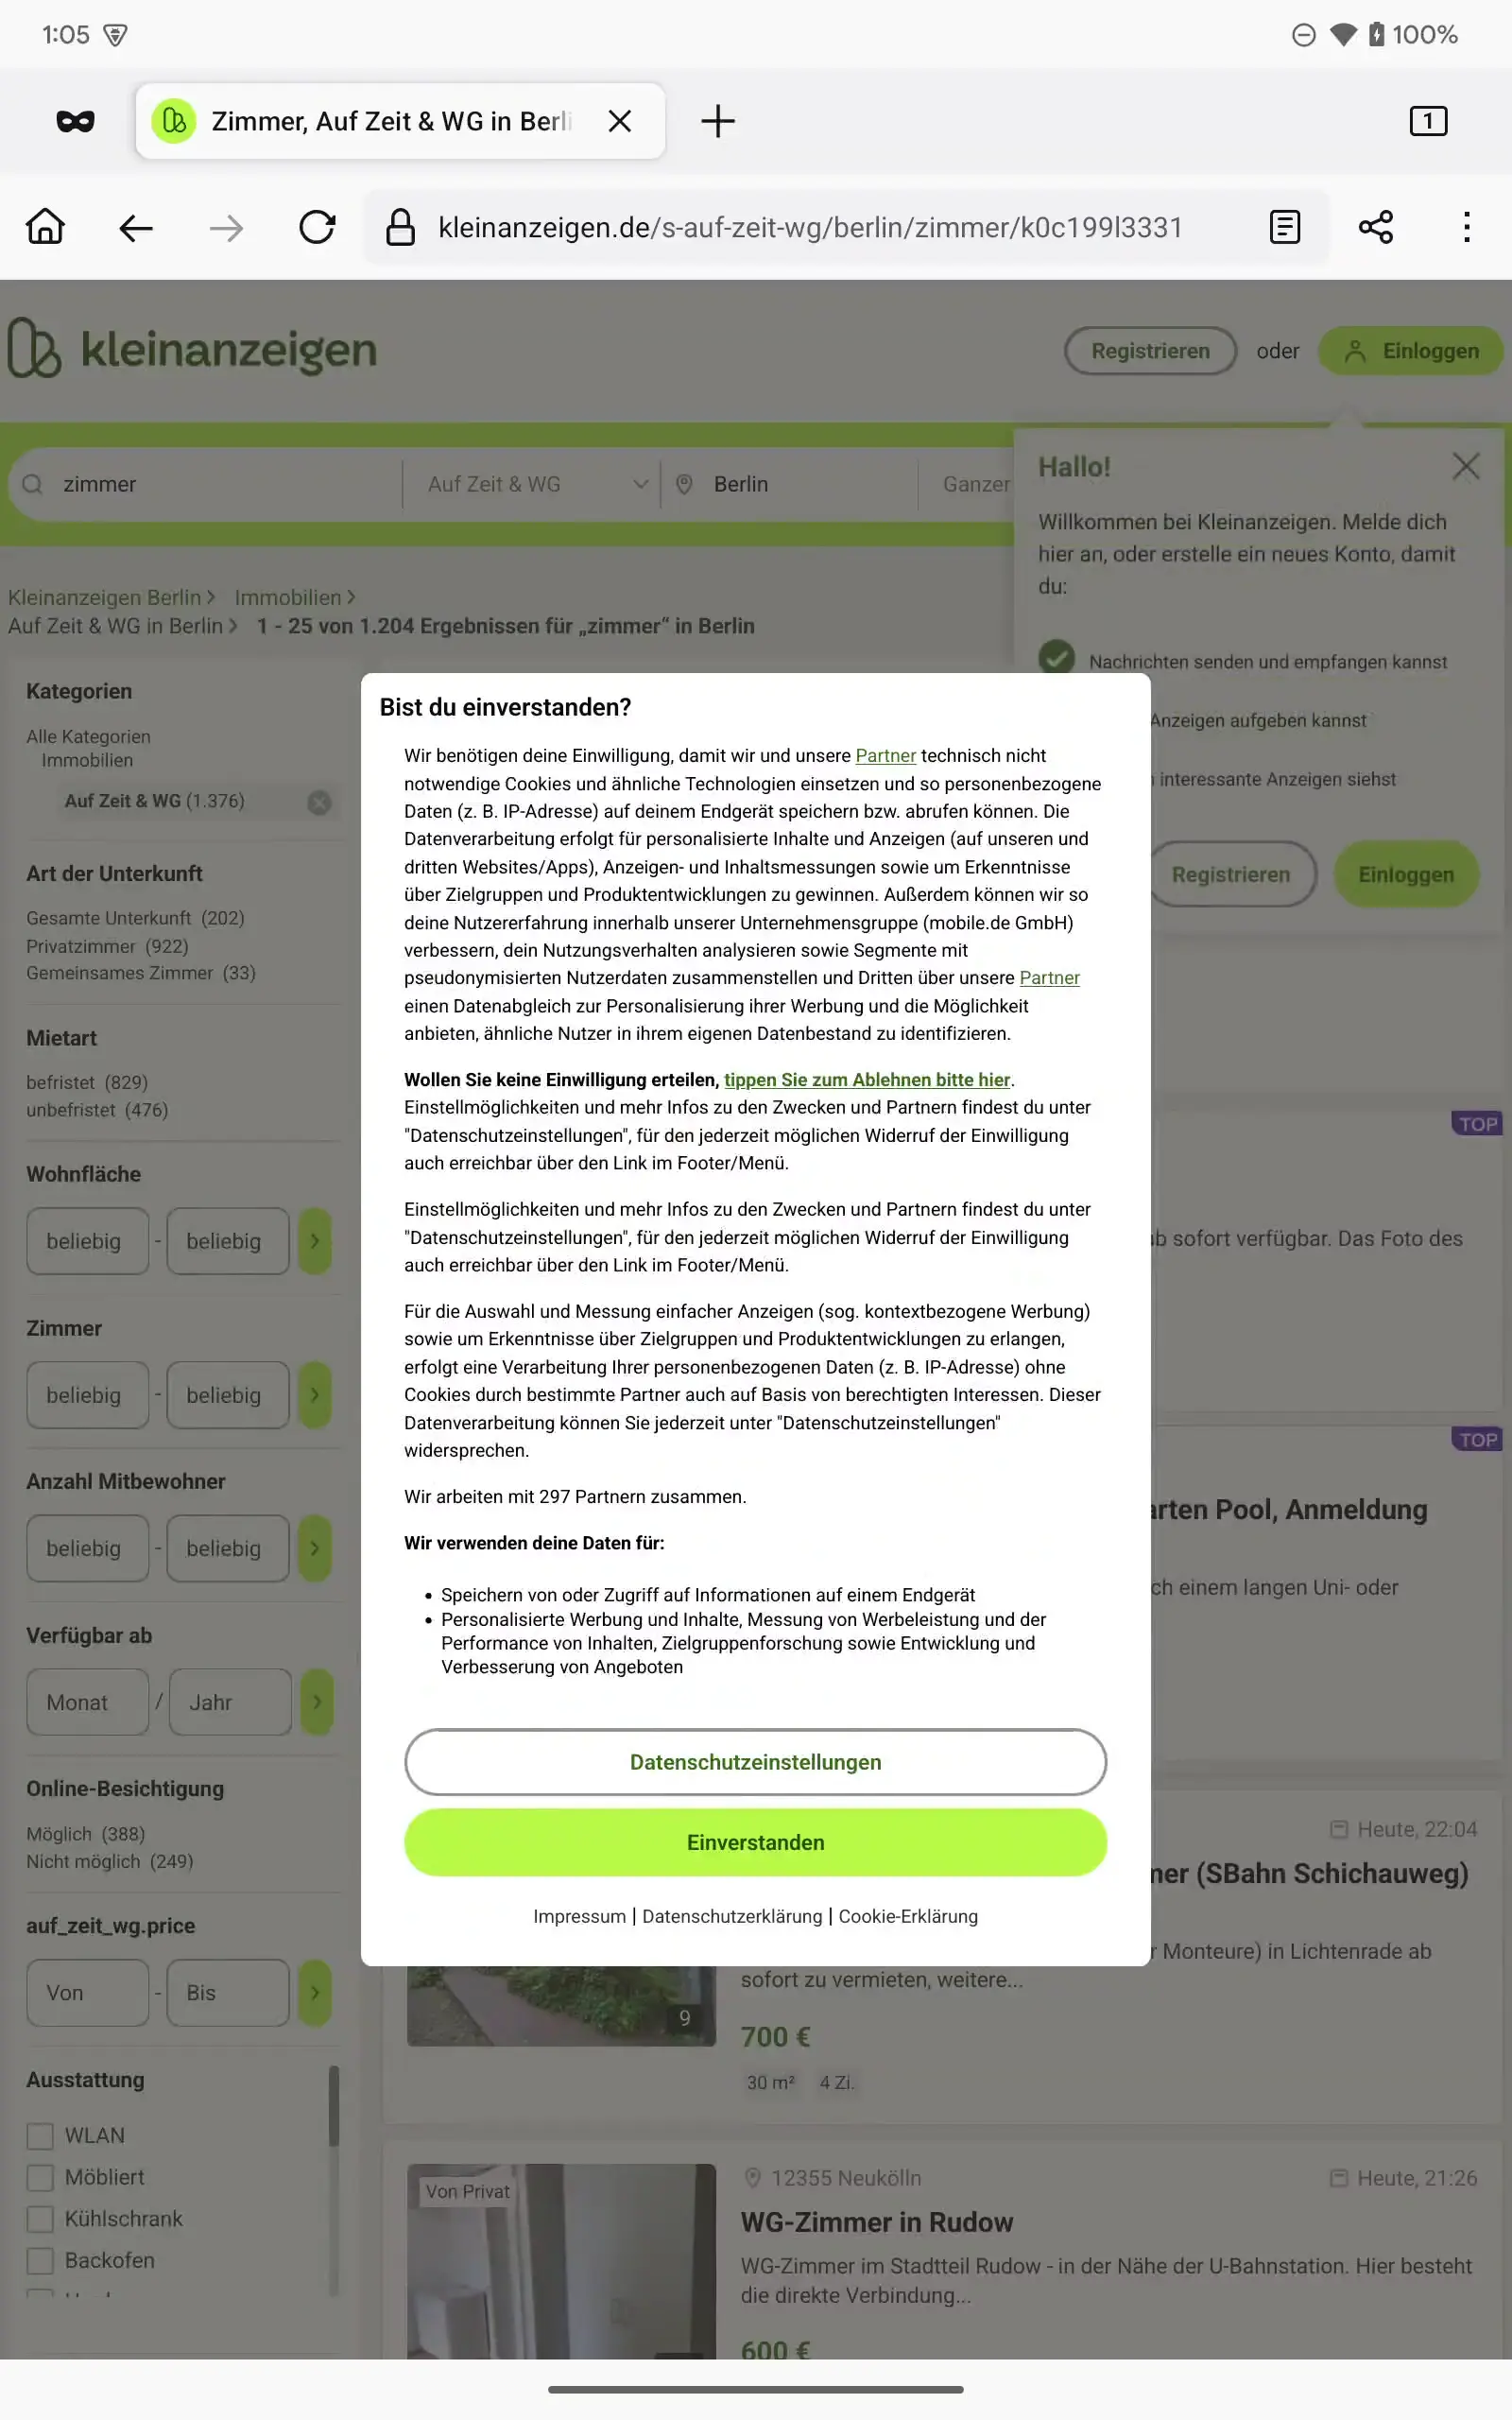 1:05
100%
Zimmer, Auf Zeit & WG in Berli
1
kleinanzeigen.de/s-auf-zeit-wg/berlin/zimmer/k0c199l3331
kleinanzeigen
Registrieren oder Einloggen
zimmer
Auf Zeit & WG
Berlin
Ganzer
Hallo!
Willkommen bei Kleinanzeigen. Melde dich
hier an, oder erstelle ein neues Konto, damit
du:
Nachrichten senden und empfangen kannst
Anzeigen aufgeben kannst
interessante Anzeigen siehst
Registrieren
Einloggen
Kleinanzeigen Berlin > Immobilien >
Auf Zeit & WG in Berlin > 1 - 25 von 1.204 Ergebnissen für „zimmer“ in Berlin
Kategorien
Alle Kategorien
Immobilien
Auf Zeit & WG (1.376)
Art der Unterkunft
Gesamte Unterkunft (202)
Privatzimmer (922)
Gemeinsames Zimmer (33)
Mietart
befristet (829)
unbefristet (476)
Wohnfläche
beliebig - beliebig
Zimmer
beliebig - beliebig
Anzahl Mitbewohner
beliebig - beliebig
Verfügbar ab
Monat / Jahr
Online-Besichtigung
Möglich (388)
Nicht möglich (249)
auf_zeit_wg.price
Von - Bis
Ausstattung
WLAN
Möbliert
Kühlschrank
Backofen
Bist du einverstanden?
Wir benötigen deine Einwilligung, damit wir und unsere Partner technisch nicht
notwendige Cookies und ähnliche Technologien einsetzen und so personenbezogene
Daten (z. B. IP-Adresse) auf deinem Endgerät speichern bzw. abrufen können. Die
Datenverarbeitung erfolgt für personalisierte Inhalte und Anzeigen (auf unseren und
dritten Websites/Apps), Anzeigen- und Inhaltsmessungen sowie um Erkenntnisse
über Zielgruppen und Produktentwicklungen zu gewinnen. Außerdem können wir so
deine Nutzererfahrung innerhalb unserer Unternehmensgruppe (mobile.de GmbH)
verbessern, dein Nutzungsverhalten analysieren sowie Segmente mit
pseudonymisierten Nutzerdaten zusammenstellen und Dritten über unsere Partner
einen Datenabgleich zur Personalisierung ihrer Werbung und die Möglichkeit
anbieten, ähnliche Nutzer in ihrem eigenen Datenbestand zu identifizieren.
Wollen Sie keine Einwilligung erteilen, tippen Sie zum Ablehnen bitte hier.
Einstellmöglichkeiten und mehr Infos zu den Zwecken und Partnern findest du unter
"Datenschutzeinstellungen", für den jederzeit möglichen Widerruf der Einwilligung
auch erreichbar über den Link im Footer/Menü.
Einstellmöglichkeiten und mehr Infos zu den Zwecken und Partnern findest du unter
"Datenschutzeinstellungen", für den jederzeit möglichen Widerruf der Einwilligung
auch erreichbar über den Link im Footer/Menü.
Für die Auswahl und Messung einfacher Anzeigen (sog. kontextbezogene Werbung)
sowie um Erkenntnisse über Zielgruppen und Produktentwicklungen zu erlangen,
erfolgt eine Verarbeitung Ihrer personenbezogenen Daten (z. B. IP-Adresse) ohne
Cookies durch bestimmte Partner auch auf Basis von berechtigten Interessen. Dieser
Datenverarbeitung können Sie jederzeit unter "Datenschutzeinstellungen"
widersprechen.
Wir arbeiten mit 297 Partnern zusammen.
Wir verwenden deine Daten für:
• Speichern von oder Zugriff auf Informationen auf einem Endgerät
• Personalisierte Werbung und Inhalte, Messung von Werbeleistung und der
Performance von Inhalten, Zielgruppenforschung sowie Entwicklung und
Verbesserung von Angeboten
Datenschutzeinstellungen
Einverstanden
Impressum | Datenschutzerklärung | Cookie-Erklärung
TOP
sofort verfügbar. Das Foto des
TOP
arten Pool, Anmeldung
ch einem langen Uni- oder
Heute, 22:04
mer (SBahn Schichauweg)
r Monteure) in Lichtenrade ab
sofort zu vermieten, weitere...
9
700 €
30 m² 4 Zi.
Von Privat
12355 Neukölln
Heute, 21:26
WG-Zimmer in Rudow
WG-Zimmer im Stadtteil Rudow - in der Nähe der U-Bahnstation. Hier besteht
die direkte Verbindung...
600 €